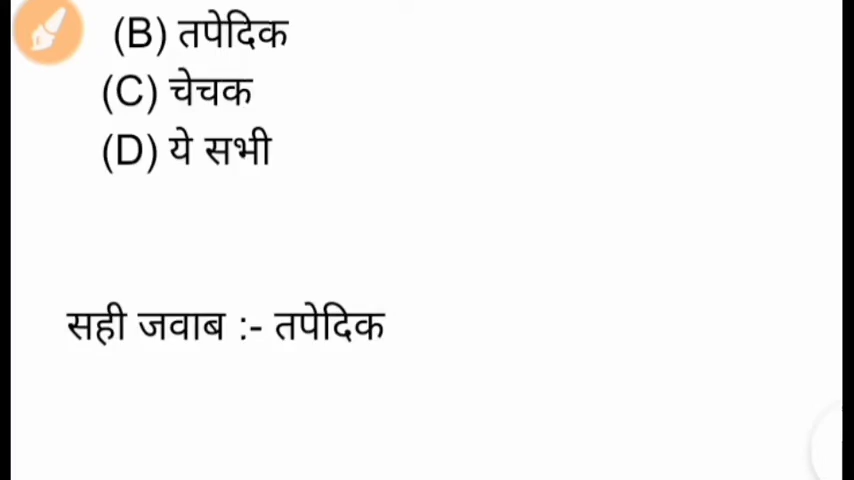 (B) तपेदिक
(C) चेचक
(D) ये सभी
सही जवाब :- तपेदिक